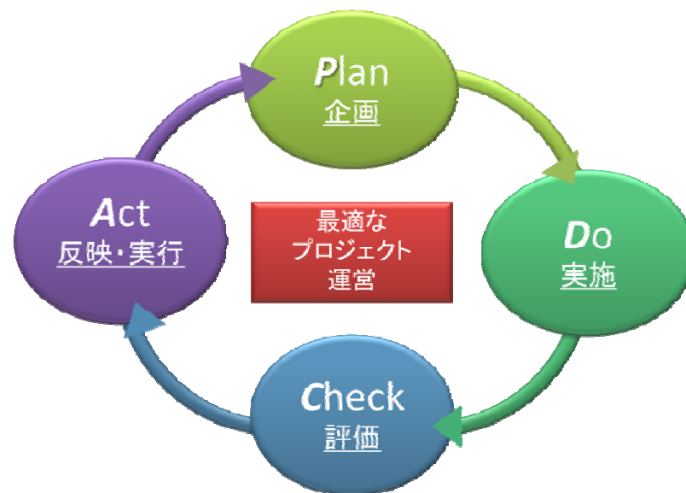 Plan
企画
Do
実施
Check
評価
Act
反映・実行
最適な
プロジェクト
運営